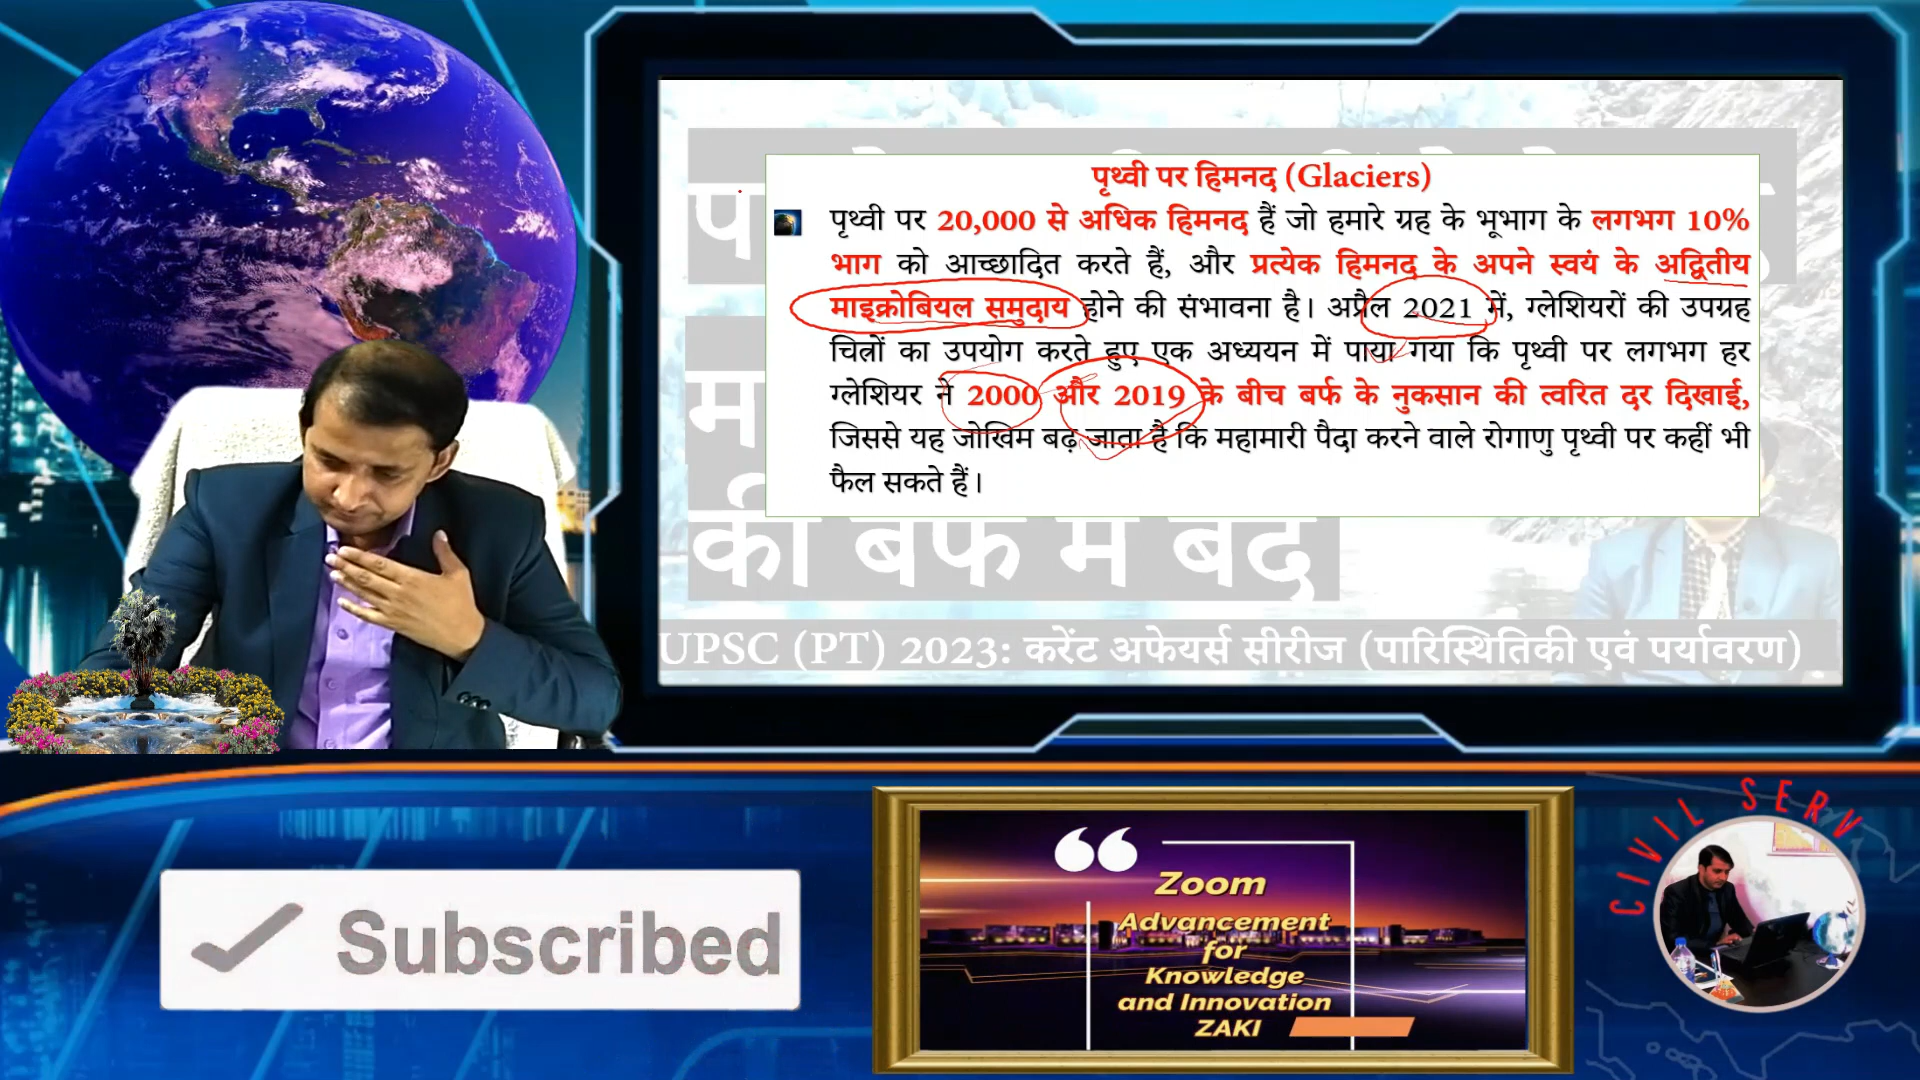 पृथ्वी पर हिमनद (Glaciers)
पृथ्वी पर 20,000 से अधिक हिमनद हैं जो हमारे ग्रह के भूभाग के लगभग 10%
भाग को आच्छादित करते हैं, और प्रत्येक हिमनद के अपने स्वयं के अद्वितीय
माइक्रोबियल समुदाय होने की संभावना है। अप्रैल 2021 में, ग्लेशियरों की उपग्रह
चित्रों का उपयोग करते हुए एक अध्ययन में पाया गया कि पृथ्वी पर लगभग हर
ग्लेशियर ने 2000 और 2019 के बीच बर्फ के नुकसान की त्वरित दर दिखाई,
जिससे यह जोखिम बढ़ जाता है कि महामारी पैदा करने वाले रोगाणु पृथ्वी पर कहीं भी
फैल सकते हैं।
की बर्फ में बंद
UPSC (PT) 2023: करेंट अफेयर्स सीरीज (पारिस्थितिकी एवं पर्यावरण)
Subscribed
Zoom
Advancement
for
Knowledge
and Innovation
ZAKI
CIVIL SERV